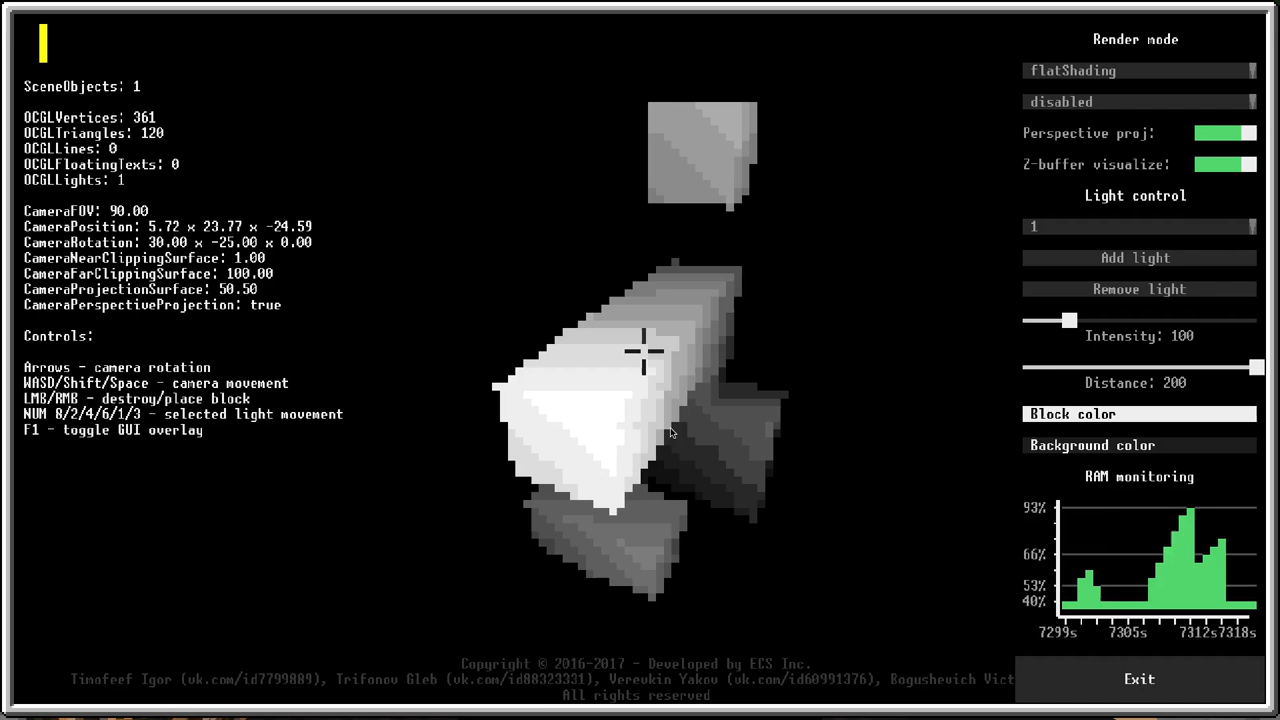 SceneObjects: 1
OCGLVertices: 361
OCGLTriangles: 120
OCGLLines: 0
OCGLFloatingTexts: 0
OCGLLights: 1
CameraFOV: 90.00
CameraPosition: 5.72 x 23.77 x -24.59
CameraRotation: 30.00 x -25.00 x 0.00
CameraNearClippingSurface: 1.00
CameraFarClippingSurface: 100.00
CameraProjectionSurface: 50.50
CameraPerspectiveProjection: true
Controls:
Arrows - camera rotation
WASD/Shift/Space - camera movement
LMB/RMB - destroy/place block
NUM 8/2/4/6/1/3 - selected light movement
F1 - toggle GUI overlay
Render mode
flatShading
disabled
Perspective proj:
Z-buffer visualize:
Light control
1
Add light
Remove light
Intensity: 100
Distance: 200
Block color
Background color
RAM monitoring
93%
66%
53%
40%
7299s 7305s 7312s 7318s
Exit
Copyright © 2016-2017 - Developed by ECS Inc.
Timofeef Igor (vk.com/id7799889), Trifonov Gleb (vk.com/id88323331), Verevkin Yakov (vk.com/id60991376), Bogushevich Vict
All rights reserved